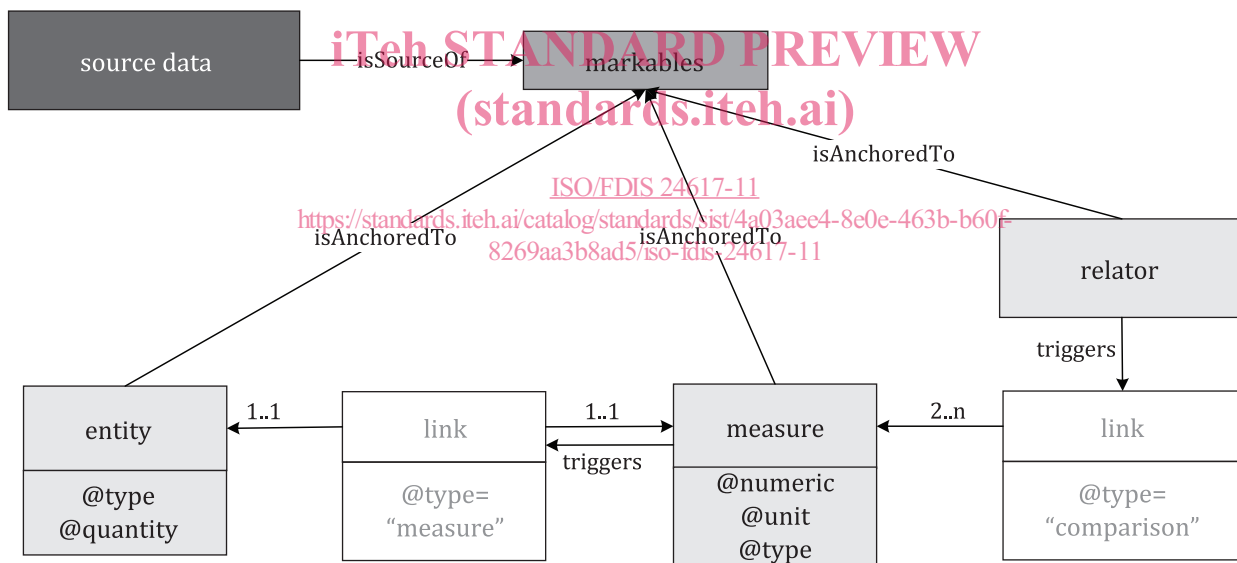 iTeh STANDARD PREVIEW
source data
isSourceOf
markables
(standards.iteh.ai)
isAnchoredTo
ISO/FDIS 24617-11
https://standards.iteh.ai/catalog/standards/sist/4a03aee4-8e0e-463b-b60f-
isAnchoredTo
isAnchoredTo
8269aa3b8ad5/iso-fdis-24617-11
relator
triggers
entity
1..1
link
1..1
triggers
measure
2..n
link
@type
@quantity
@type=
“measure”
@numeric
@unit
@type
@type=
“comparison”